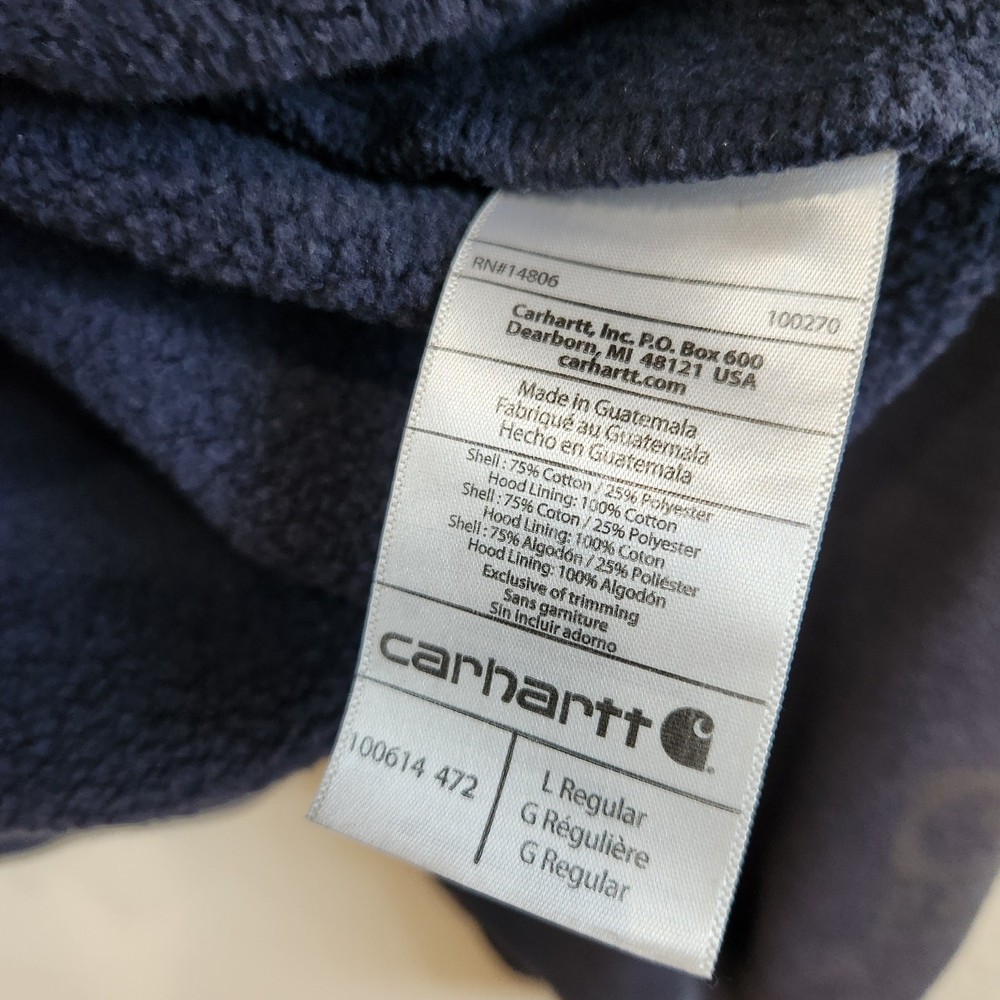 RN#14806
100270
Carhartt, Inc. P.O. Box 600
Dearborn, MI 48121 USA
carhartt.com
Made in Guatemala
Fabriqué au Guatemala
Hecho en Guatemala
Shell : 75% Cotton / 25% Polyester
Hood Lining: 100% Cotton
Shell : 75% Coton / 25% Polyester
Hood Lining: 100% Coton
Shell : 75% Algodón / 25% Poliéster
Hood Lining: 100% Algodón
Exclusive of trimming
Sans garniture
Sin incluir adorno
carhartt
100614 472
L Regular
G Régulière
G Regular